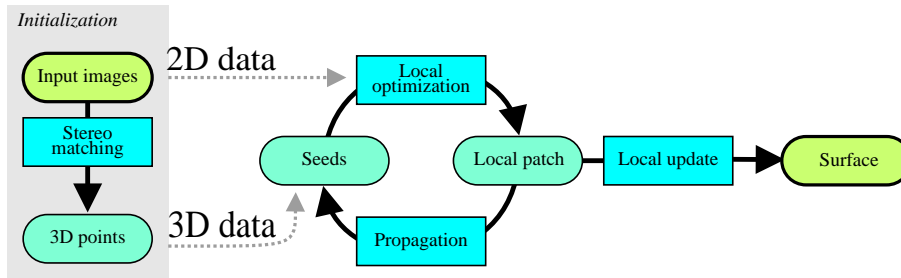 Initialization
Input images
Stereo
matching
3D points
2D data
3D data
Local
optimization
Seeds
Local patch
Propagation
Local update
Surface